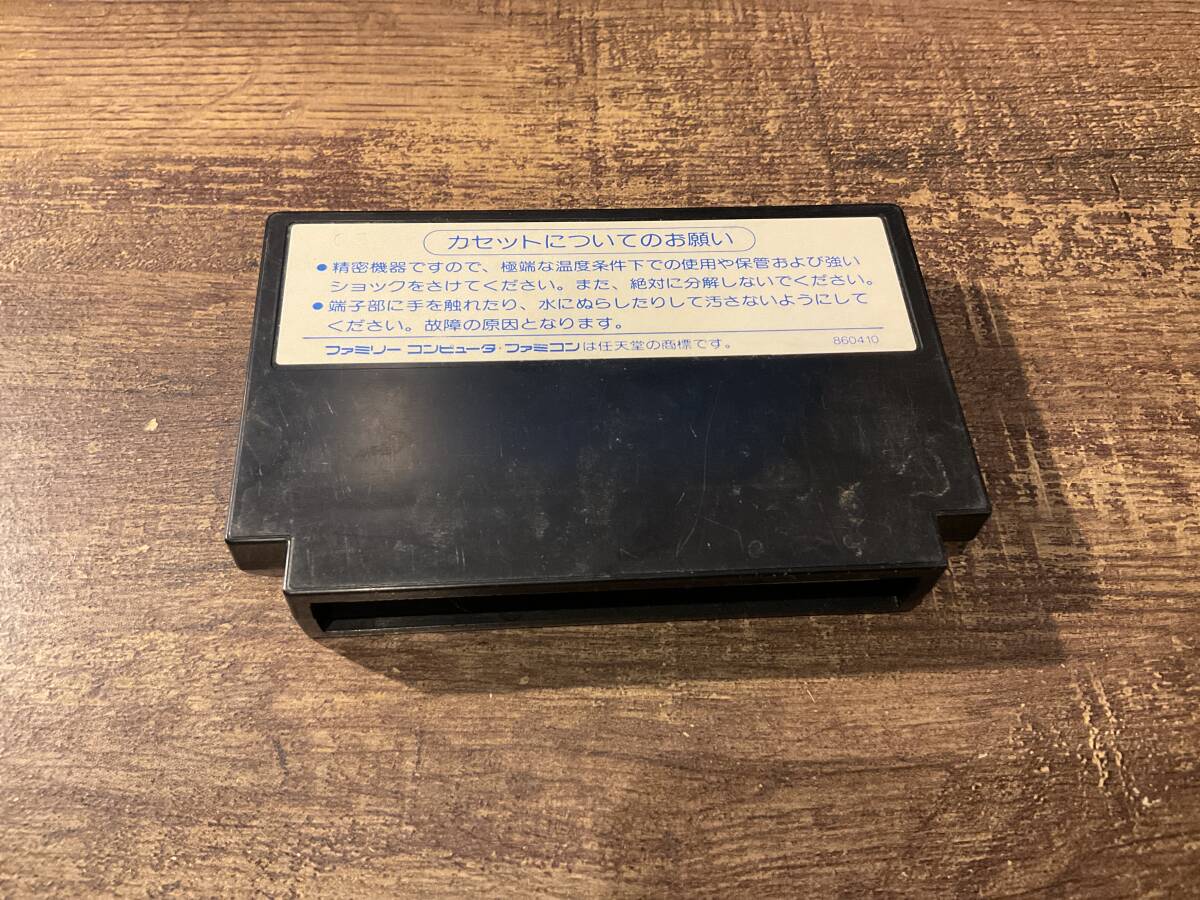 カセットについてのお願い
●精密機器ですので、極端な温度条件下での使用や保管および強い
ショックをさけてください。また、絶対に分解しないでください。
●端子部に手を触れたり、水にぬらしたりして汚さないようにして
ください。故障の原因となります。
ファミリー コンピュータ・ファミコンは任天堂の商標です。 860410